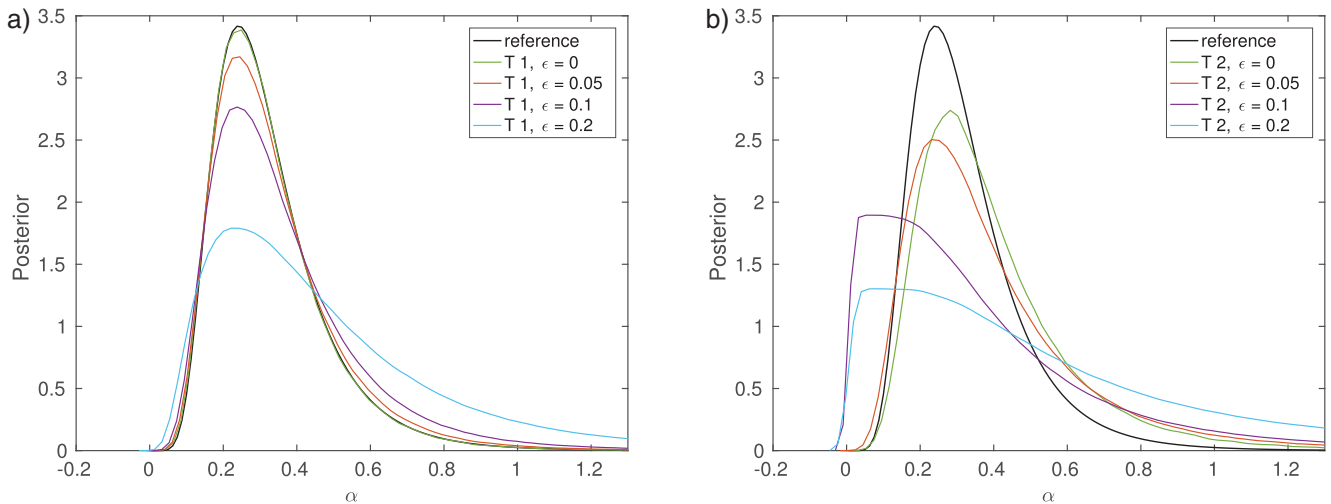 a)
3.5
3
2.5
2
1.5
1
0.5
0
Posterior
-0.2
0
0.2
0.4
0.6
0.8
1
1.2
α
reference
T 1, ϵ = 0
T 1, ϵ = 0.05
T 1, ϵ = 0.1
T 1, ϵ = 0.2
b)
3.5
3
2.5
2
1.5
1
0.5
0
Posterior
-0.2
0
0.2
0.4
0.6
0.8
1
1.2
α
reference
T 2, ϵ = 0
T 2, ϵ = 0.05
T 2, ϵ = 0.1
T 2, ϵ = 0.2